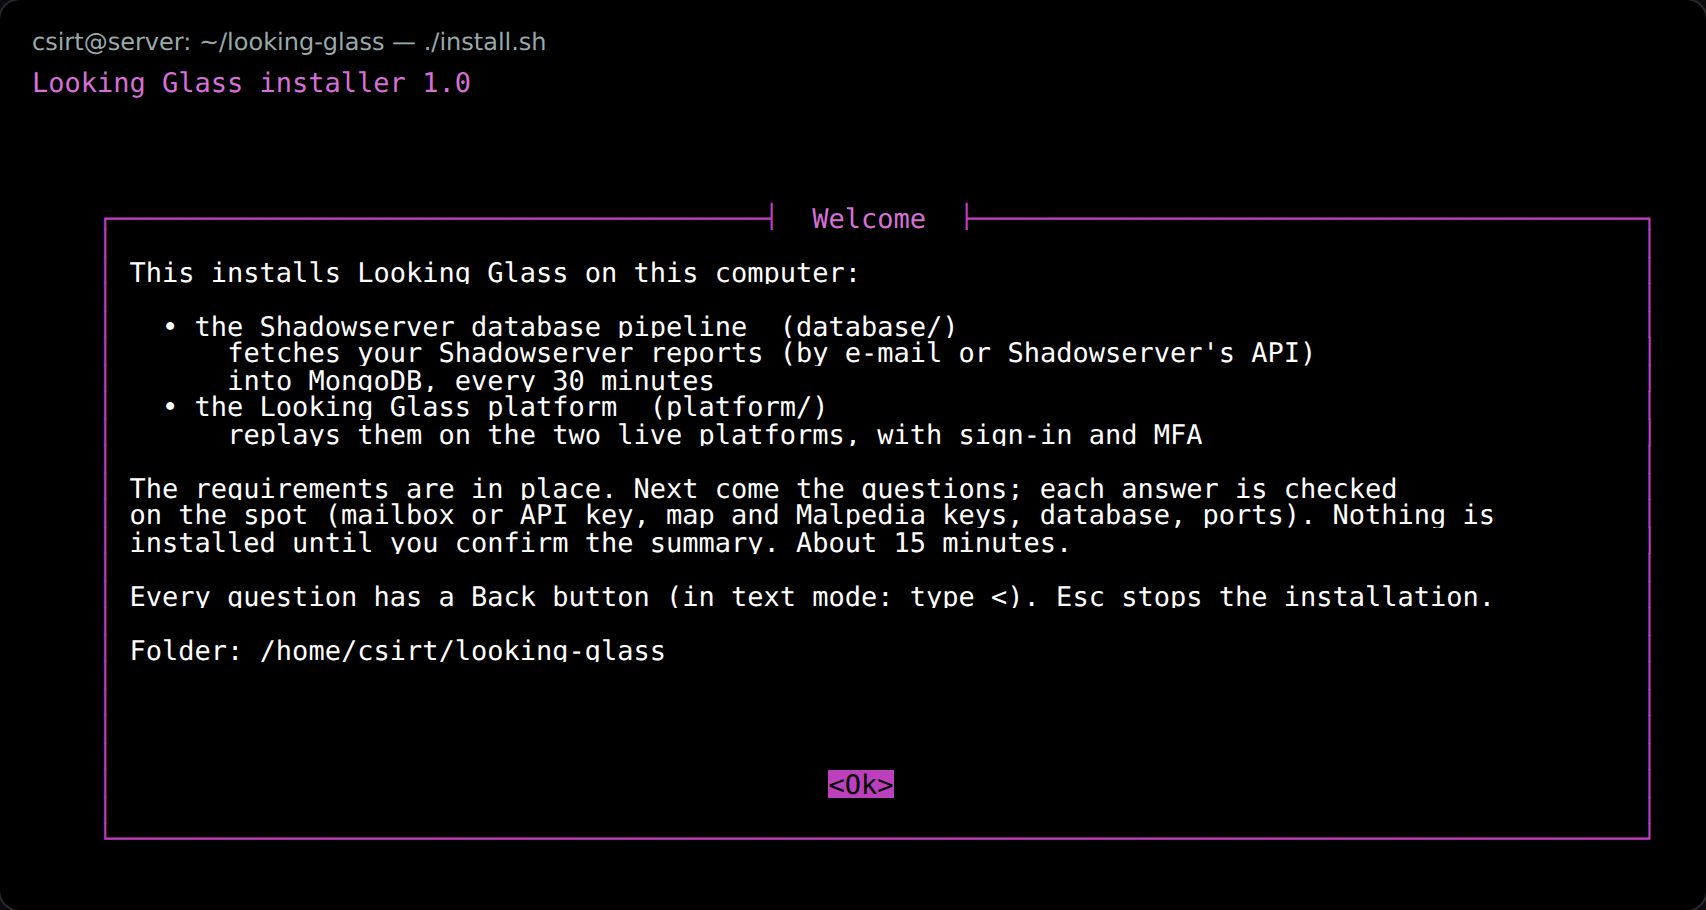 csirt@server: ~/looking-glass — ./install.sh
Looking Glass installer 1.0
Welcome
This installs Looking Glass on this computer:
• the Shadowserver database pipeline  (database/)
fetches your Shadowserver reports (by e-mail or Shadowserver's API)
into MongoDB, every 30 minutes
• the Looking Glass platform  (platform/)
replays them on the two live platforms, with sign-in and MFA
The requirements are in place. Next come the questions; each answer is checked
on the spot (mailbox or API key, map and Malpedia keys, database, ports). Nothing is
installed until you confirm the summary. About 15 minutes.
Every question has a Back button (in text mode: type <). Esc stops the installation.
Folder: /home/csirt/looking-glass
<Ok>